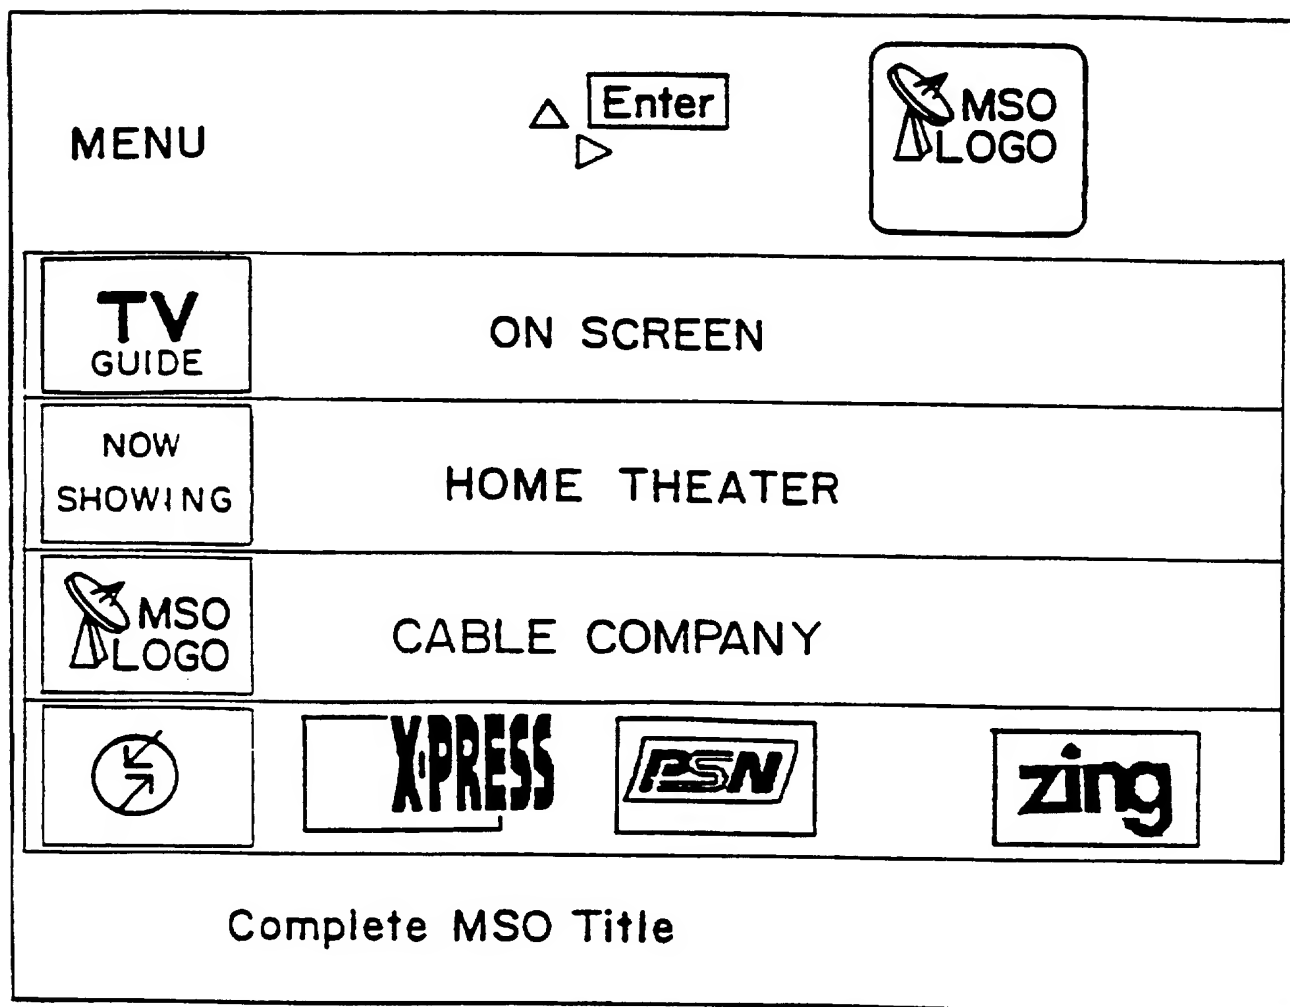 MENU
Enter
MSO
LOGO
TV
GUIDE
ON SCREEN
NOW
SHOWING
HOME THEATER
MSO
LOGO
CABLE COMPANY
X·PRESS
PSN
zing
Complete MSO Title